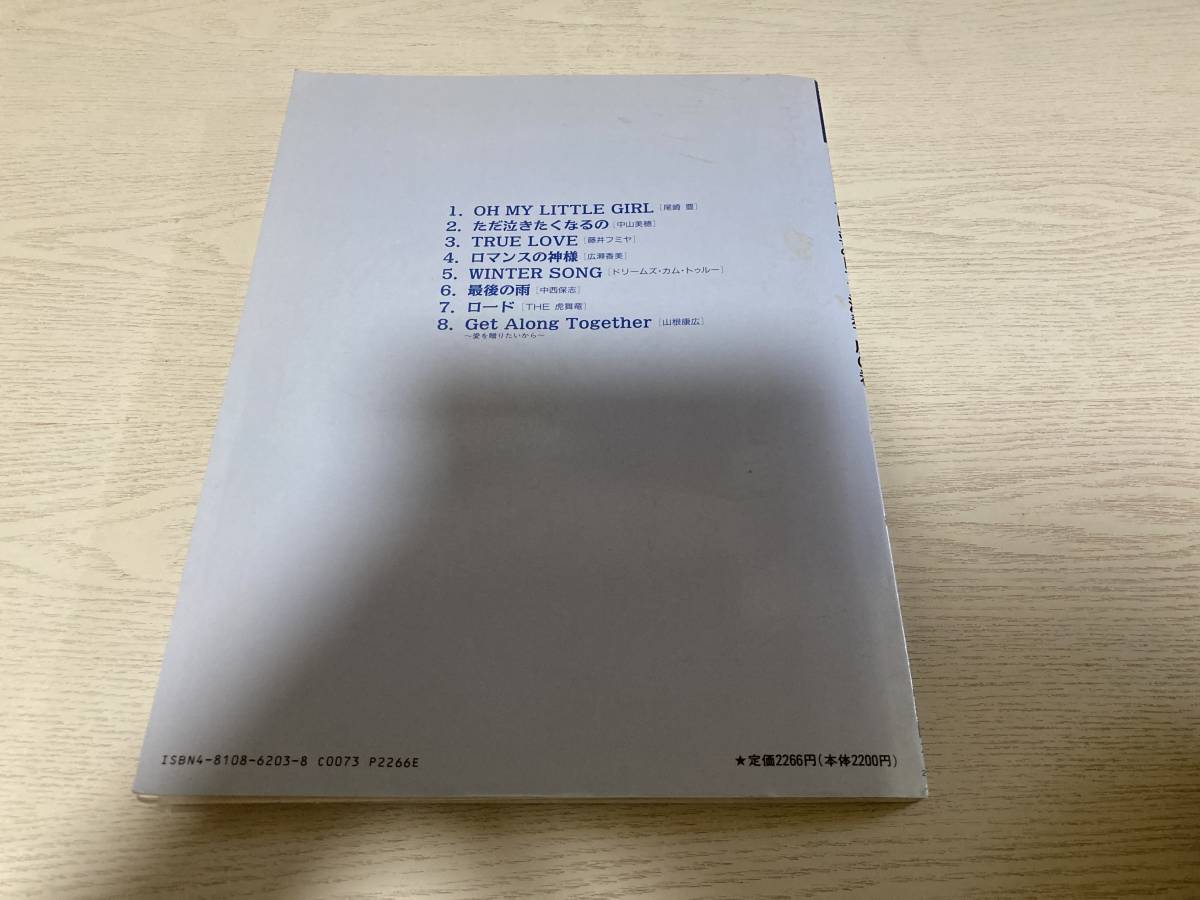 1. OH MY LITTLE GIRL [尾崎 豊]
2. ただ泣きたくなるの [中山美穂]
3. TRUE LOVE [藤井フミヤ]
4. ロマンスの神様 [広瀬香美]
5. WINTER SONG [ドリームズ・カム・トゥルー]
6. 最後の雨 [中西保志]
7. ロード [THE 虎舞竜]
8. Get Along Together [山根康広]
～愛を贈りたいから～
ISBN4-8108-6203-8 C0073 P2266E
★定価2266円(本体2200円)